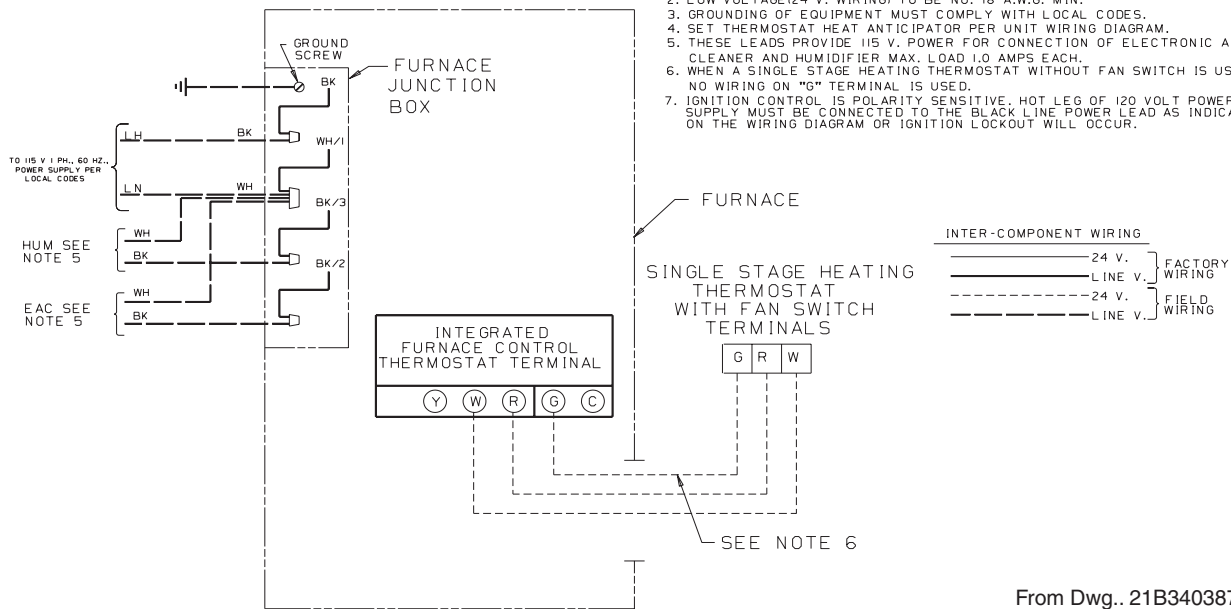 2. LOW VOLTAGE(24 V. WIRING) TO BE NO. 18 A.W.G. MIN.
3. GROUNDING OF EQUIPMENT MUST COMPLY WITH LOCAL CODES.
4. SET THERMOSTAT HEAT ANTICIPATOR PER UNIT WIRING DIAGRAM.
5. THESE LEADS PROVIDE 115 V. POWER FOR CONNECTION OF ELECTRONIC A
CLEANER AND HUMIDIFIER MAX. LOAD 1.0 AMPS EACH.
6. WHEN A SINGLE STAGE HEATING THERMOSTAT WITHOUT FAN SWITCH IS US
NO WIRING ON "G" TERMINAL IS USED.
7. IGNITION CONTROL IS POLARITY SENSITIVE. HOT LEG OF 120 VOLT POWER
SUPPLY MUST BE CONNECTED TO THE BLACK LINE POWER LEAD AS INDICA
ON THE WIRING DIAGRAM OR IGNITION LOCKOUT WILL OCCUR.
GROUND
SCREW
BK
FURNACE
JUNCTION
BOX
LH
BK
WH/1
TO 115 V 1 PH., 60 HZ.,
POWER SUPPLY PER
LOCAL CODES
LN
WH
BK/3
HUM SEE
NOTE 5
WH
BK
BK/2
EAC SEE
NOTE 5
WH
BK
FURNACE
INTER-COMPONENT WIRING
24 V.
LINE V.
FACTORY
WIRING
24 V.
LINE V.
FIELD
WIRING
SINGLE STAGE HEATING
THERMOSTAT
WITH FAN SWITCH
TERMINALS
G R W
INTEGRATED
FURNACE CONTROL
THERMOSTAT TERMINAL
Y W R G C
SEE NOTE 6
From Dwg.. 21B340387